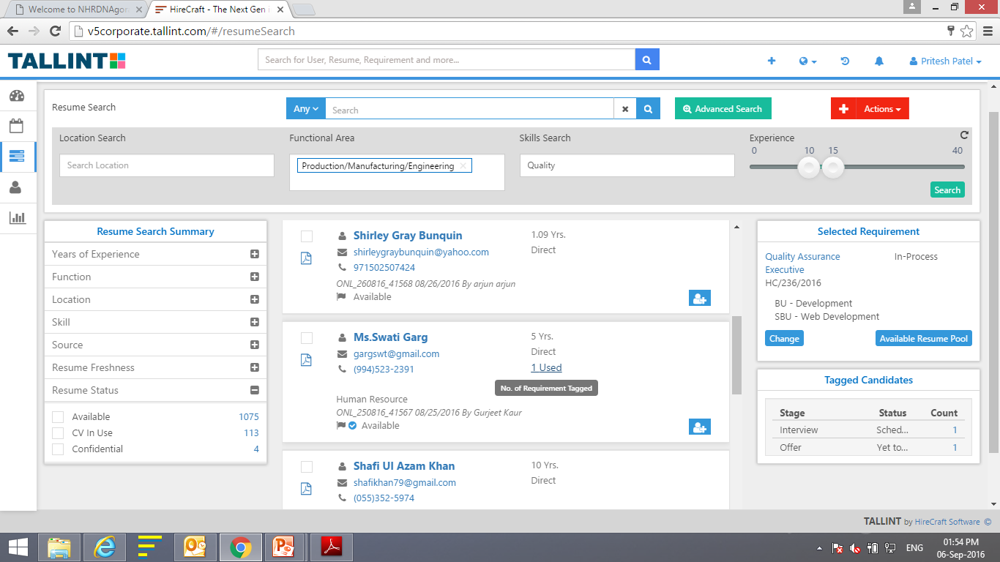 Welcome to NHRDNAgor
HireCraft - The Next Gen i
v5corporate.tallint.com/#/resumeSearch
TALLINT
Search for User, Resume, Requirement and more...
Pritesh Patel
Resume Search
Any
Search
Advanced Search
Actions
Location Search
Functional Area
Skills Search
Experience
0
10
15
40
Search Location
Production/Manufacturing/Engineering
Quality
Search
Resume Search Summary
Years of Experience
Function
Location
Skill
Source
Resume Freshness
Resume Status
Available 1075
CV In Use 113
Confidential 4
Shirley Gray Bunquin
1.09 Yrs.
shirleygraybunquin@yahoo.com
Direct
971502507424
ONL_260816_41568 08/26/2016 By arjun arjun
Available
Ms.Swati Garg
5 Yrs.
gargswt@gmail.com
Direct
(994)523-2391
1 Used
No. of Requirement Tagged
Human Resource
ONL_250816_41567 08/25/2016 By Gurjeet Kaur
Available
Shafi Ul Azam Khan
10 Yrs.
shafikhan79@gmail.com
Direct
(055)352-5974
Selected Requirement
Quality Assurance
Executive
In-Process
HC/236/2016
BU - Development
SBU - Web Development
Change
Available Resume Pool
Tagged Candidates
Stage Status Count
Interview Sched... 1
Offer Yet to... 1
TALLINT by HireCraft Software ©
ENG
01:54 PM
06-Sep-2016